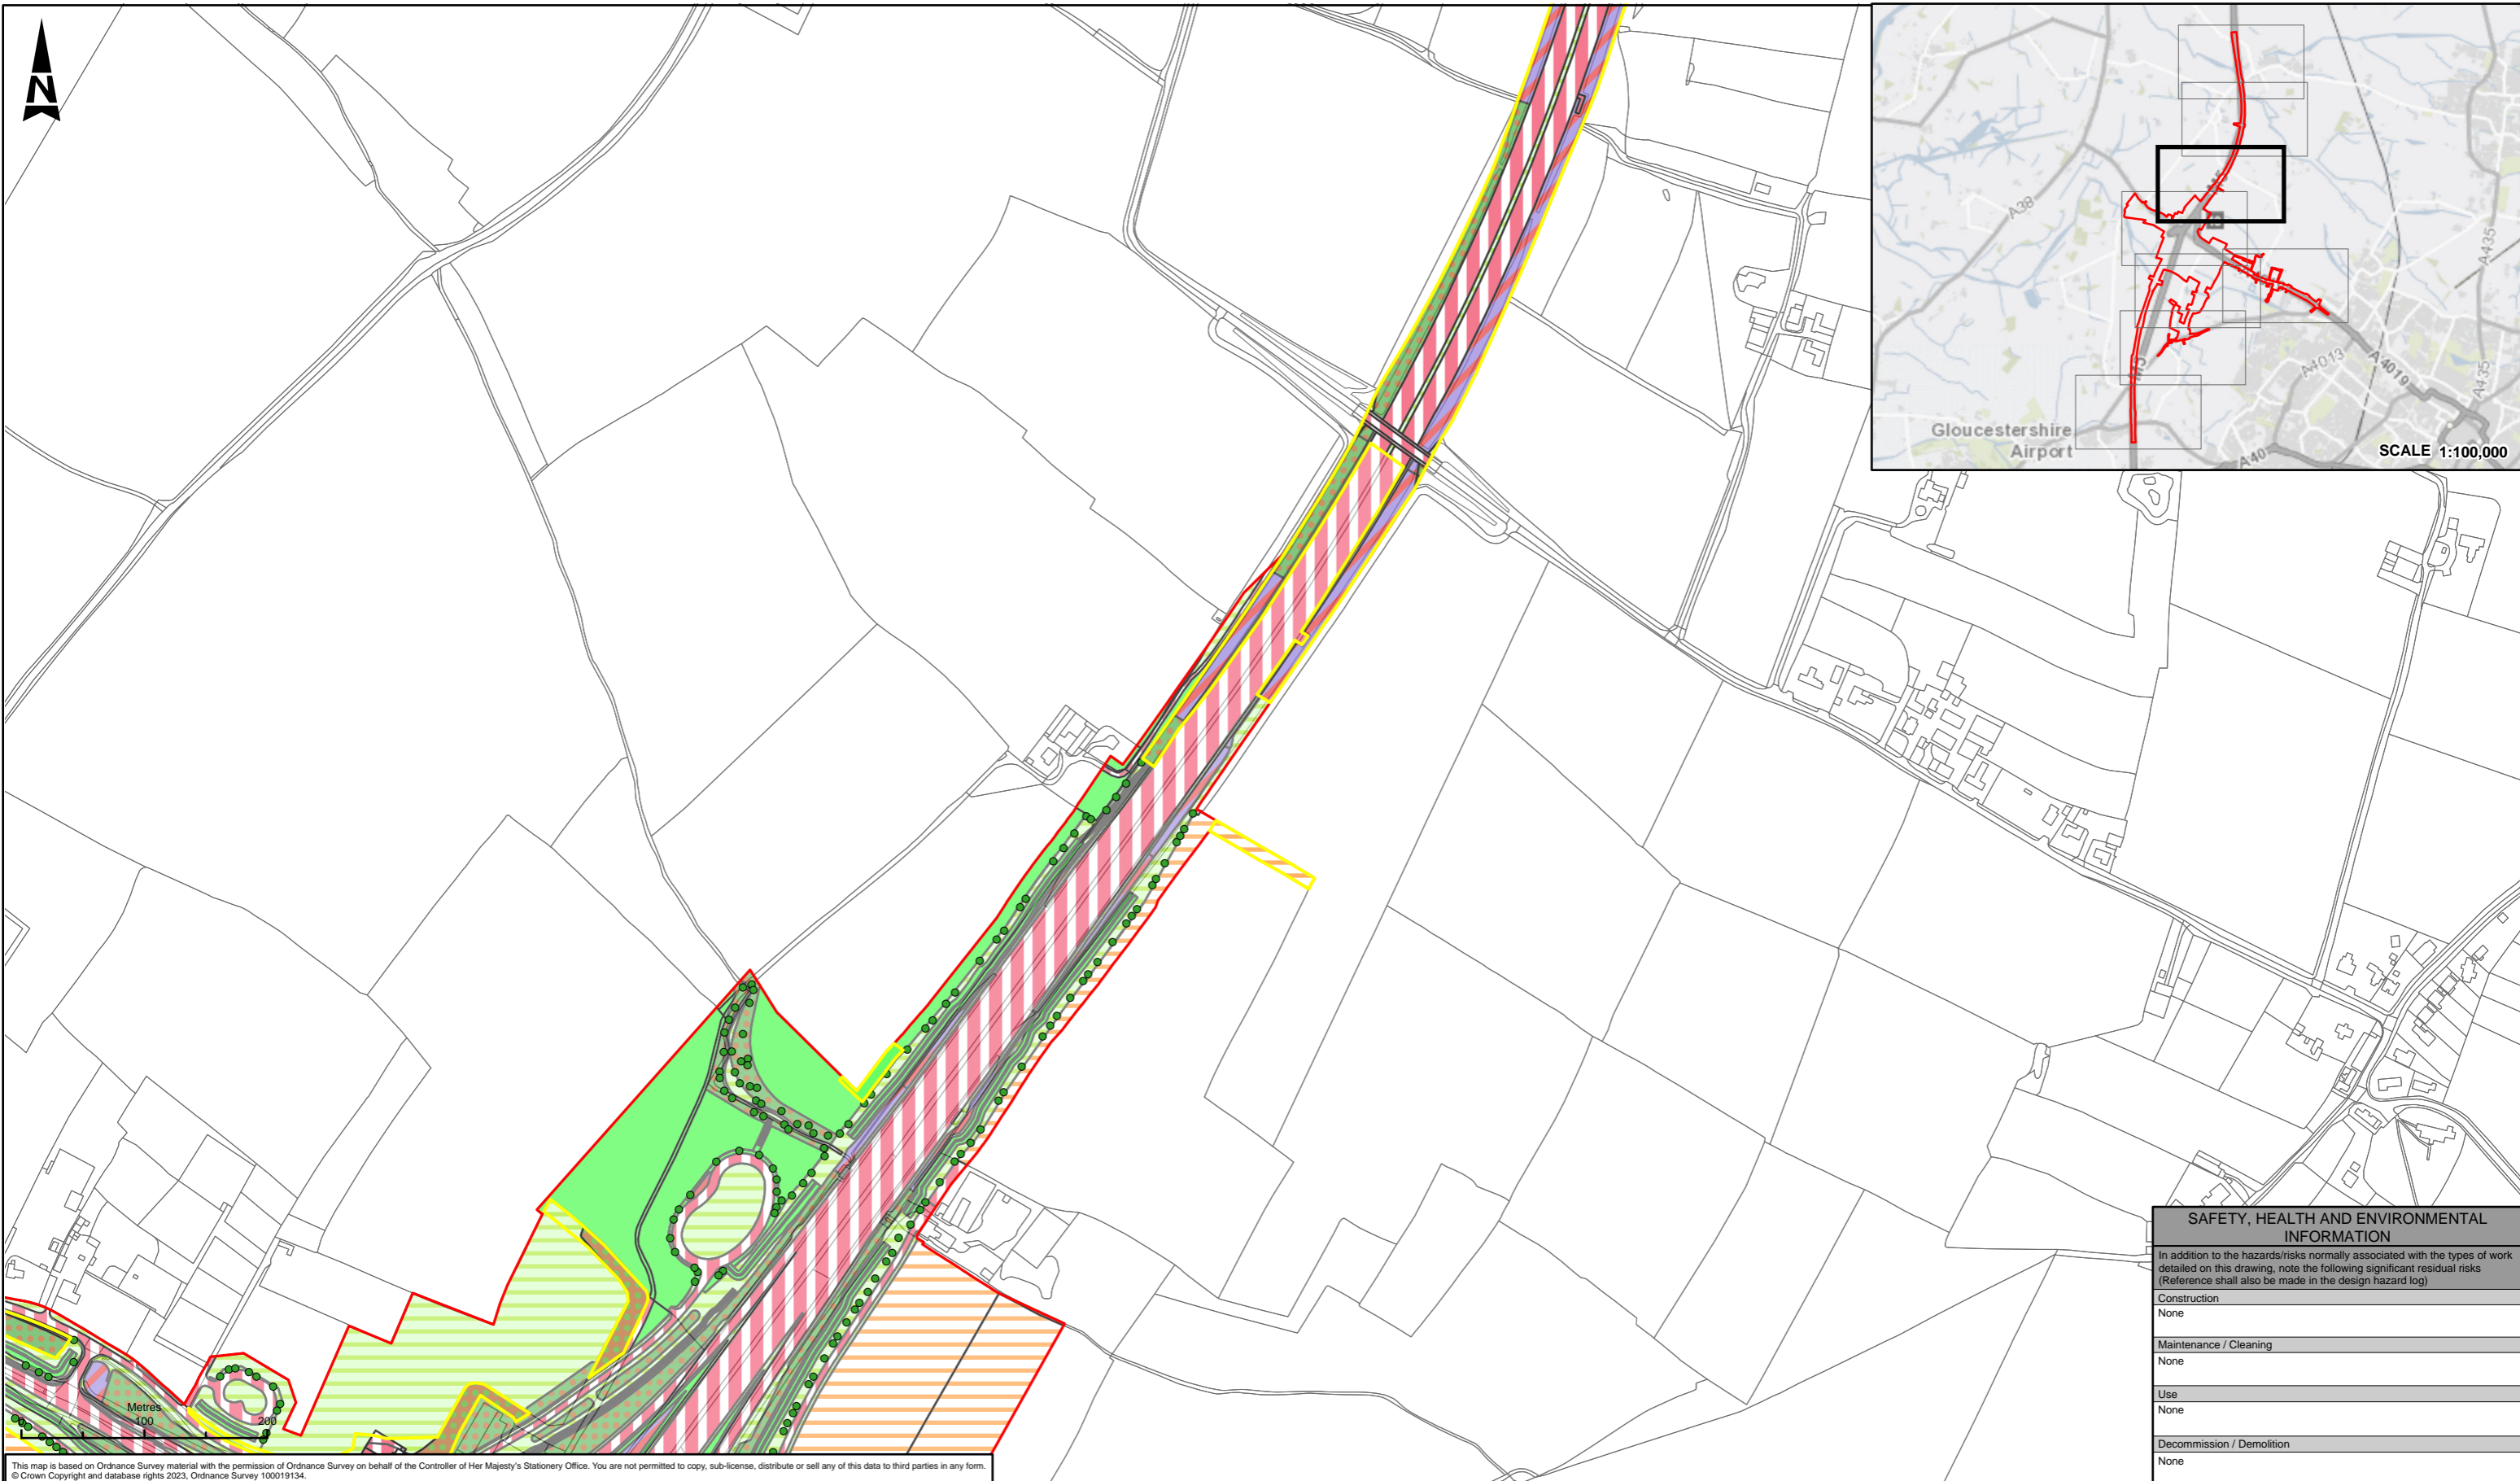 N
A38
M5
A435
A4013
A4019
A435
M5
Gloucestershire
Airport
A40
SCALE 1:100,000
SAFETY, HEALTH AND ENVIRONMENTAL
INFORMATION
In addition to the hazards/risks normally associated with the types of work
detailed on this drawing, note the following significant residual risks
(Reference shall also be made in the design hazard log)
Construction
None
Maintenance / Cleaning
None
Use
None
Decommission / Demolition
None
Metres
0 100 200
This map is based on Ordnance Survey material with the permission of Ordnance Survey on behalf of the Controller of Her Majesty's Stationery Office. You are not permitted to copy, sub-license, distribute or sell any of this data to third parties in any form.
© Crown Copyright and database rights 2023, Ordnance Survey 100019134.